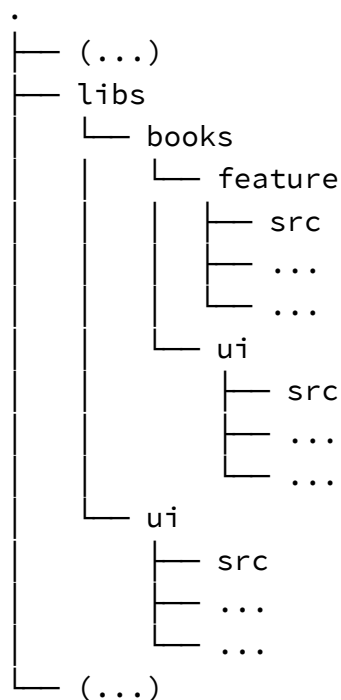 .
├── (...)
├── libs
│   └── books
│   │   └── feature
│   │   │   ├── src
│   │   │   ├── ...
│   │   │   └── ...
│   │   └── ui
│   │       ├── src
│   │       ├── ...
│   │       └── ...
│   └── ui
│       ├── src
│       ├── ...
│       └── ...
└── (...)